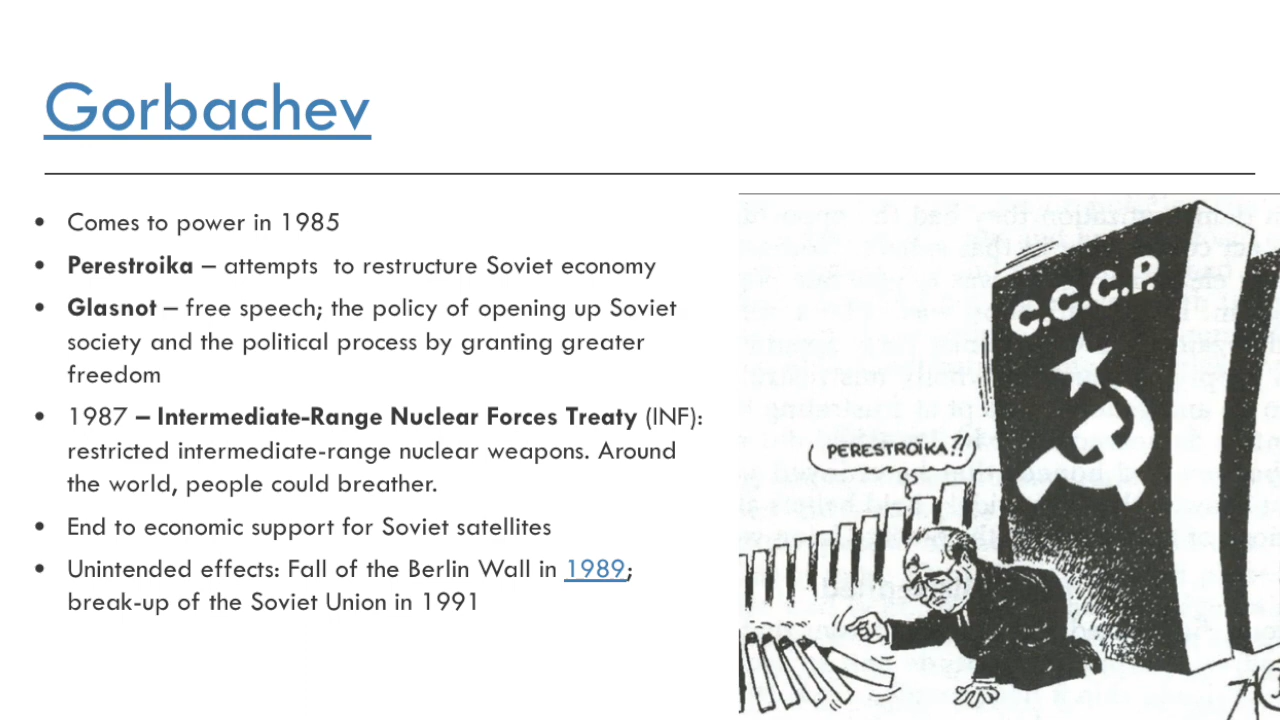 Gorbachev
• Comes to power in 1985
• Perestroika – attempts  to restructure Soviet economy
• Glasnot – free speech; the policy of opening up Soviet
society and the political process by granting greater
freedom
• 1987 – Intermediate-Range Nuclear Forces Treaty (INF):
restricted intermediate-range nuclear weapons. Around
the world, people could breather.
• End to economic support for Soviet satellites
• Unintended effects: Fall of the Berlin Wall in 1989;
break-up of the Soviet Union in 1991
C.C.C.P.
PERESTROIKA?!